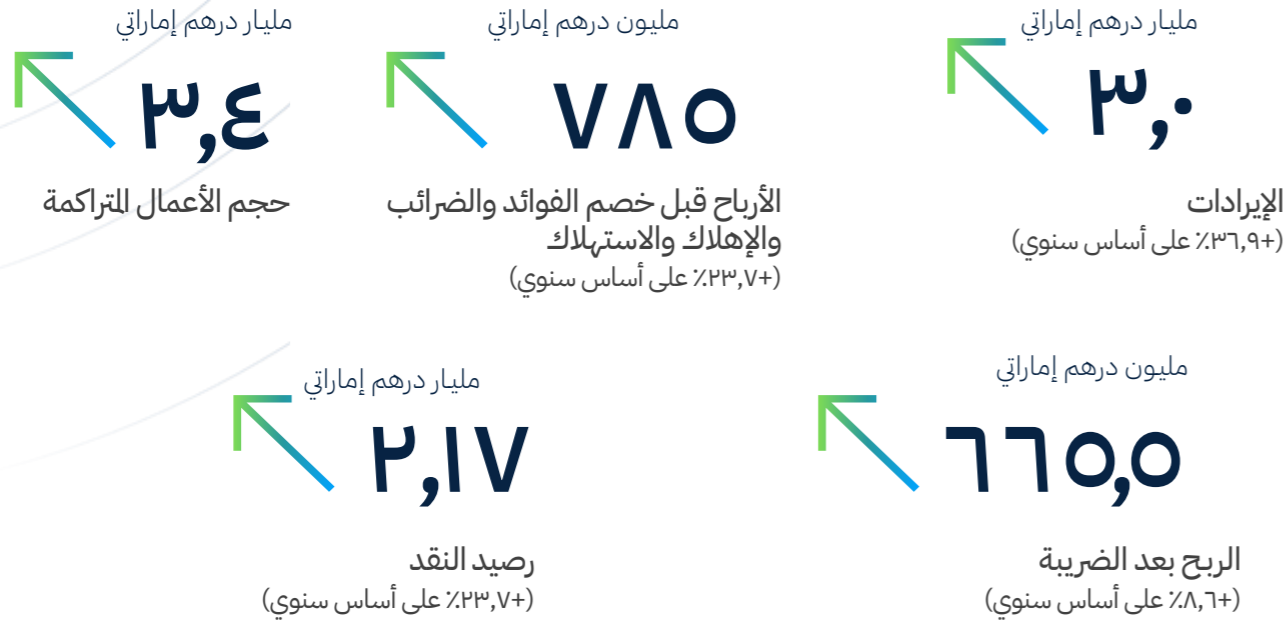 مليار درهم إماراتي
٣,٠
الإيرادات
(+٣٦,٩٪ على أساس سنوي)
مليون درهم إماراتي
٧٨٥
الأرباح قبل خصم الفوائد والضرائب
والإهلاك والاستهلاك
(+٢٣,٧٪ على أساس سنوي)
مليار درهم إماراتي
٣,٤
حجم الأعمال المتراكمة
مليون درهم إماراتي
٦٦٥,٥
الربح بعد الضريبة
(+٨,٦٪ على أساس سنوي)
مليار درهم إماراتي
٢,١٧
رصيد النقد
(+٢٣,٧٪ على أساس سنوي)